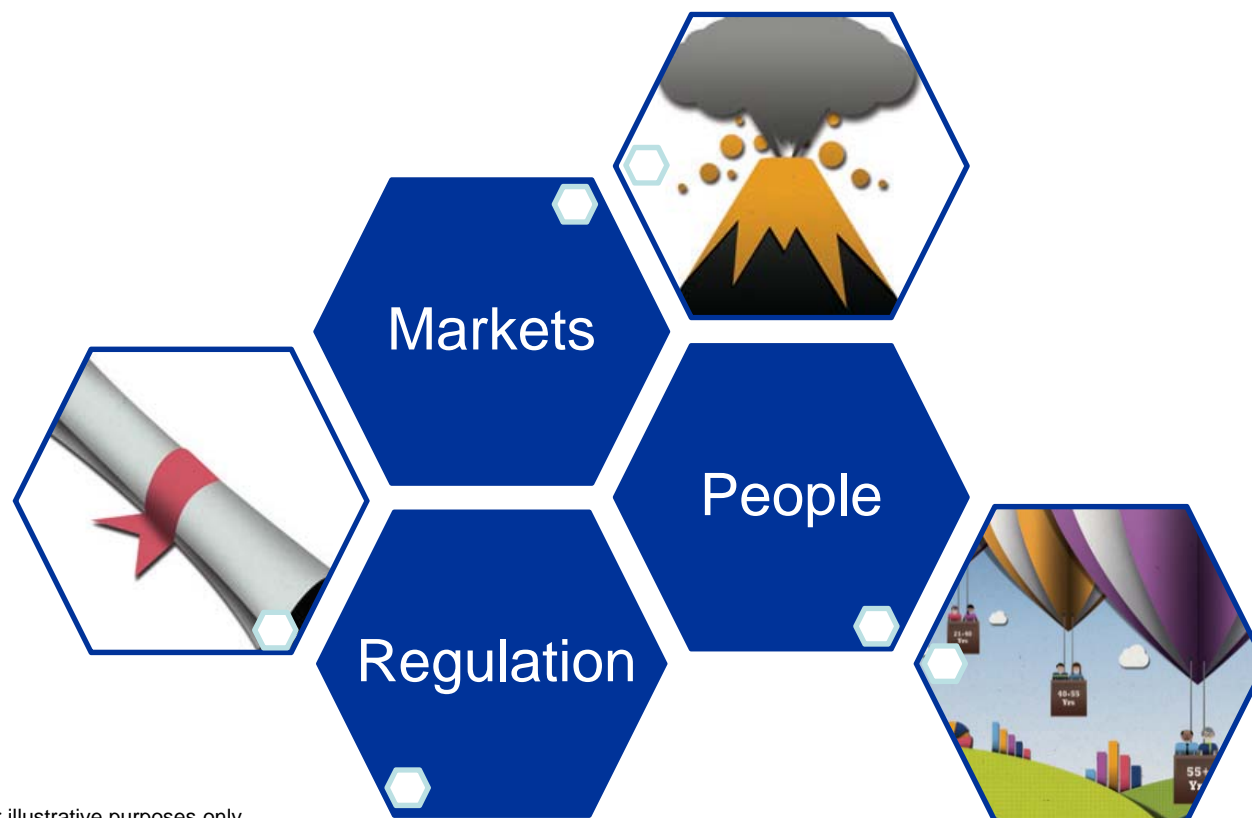 Markets
People
Regulation
21-40
Yrs
40-55
Yrs
55+
illustrative purposes only